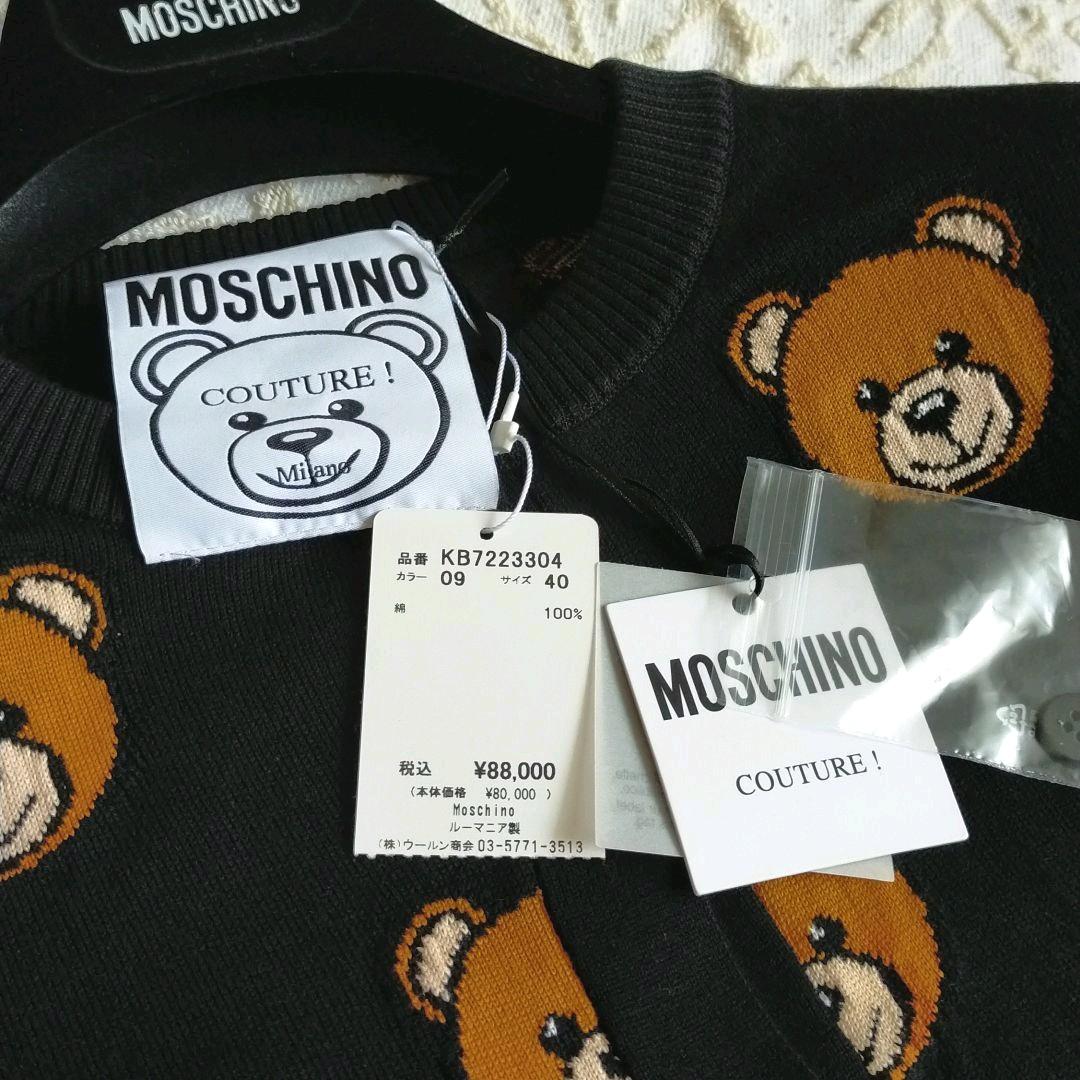 MOSCHINO
MOSCHINO
COUTURE !
Milano
品番 KB7223304
カラー 09 サイズ 40
綿 100%
税込 ¥88,000
(本体価格 ¥80,000 )
Moschino
ルーマニア製
(株)ウールン商会 03-5771-3513
MOSCHINO
COUTURE !